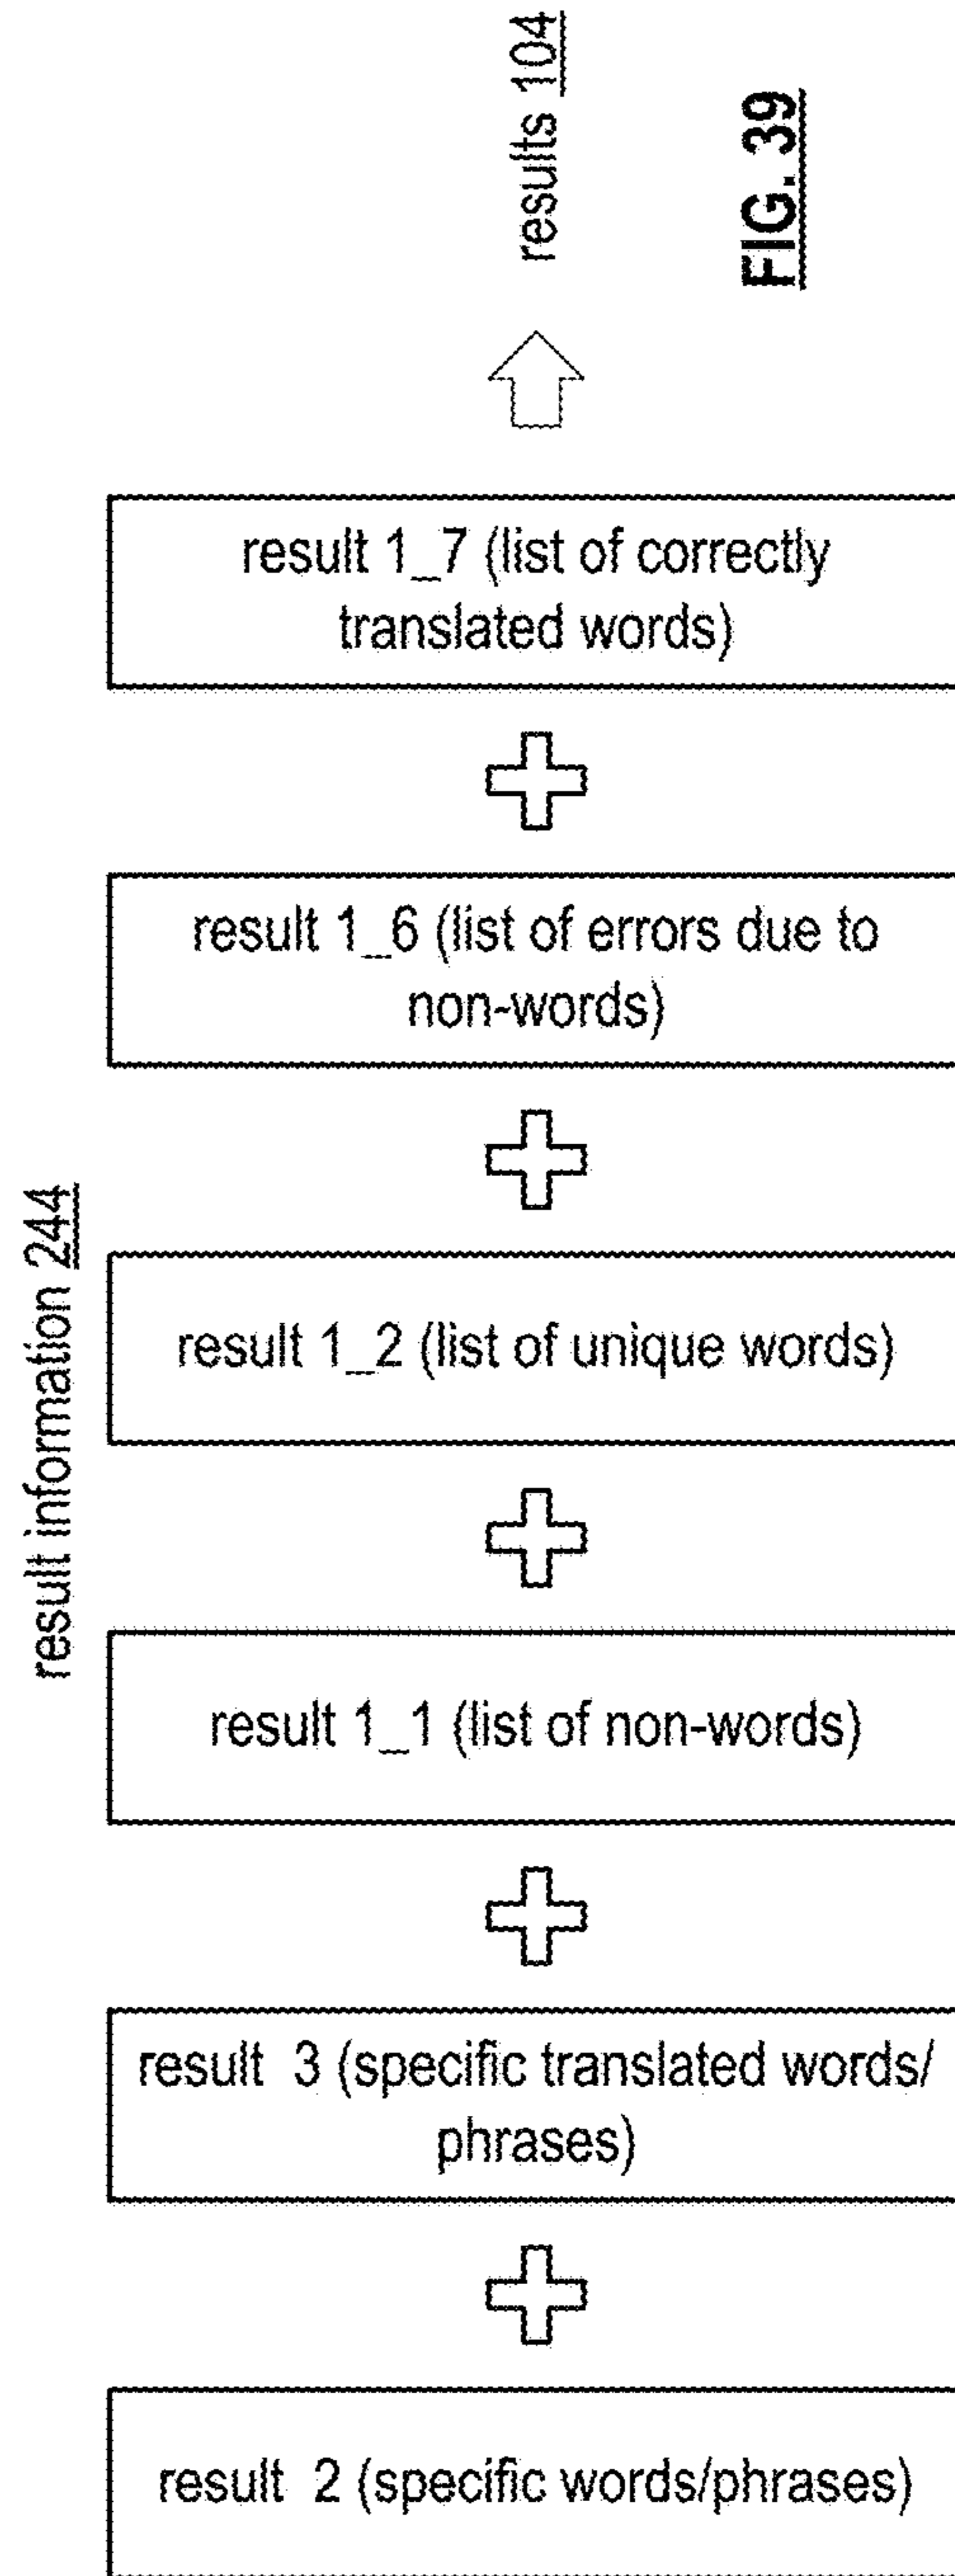 results 104
FIG. 39
result 1_7 (list of correctly
translated words)
result 1_6 (list of errors due to
non-words)
result information 244
result 1_2 (list of unique words)
result 1_1 (list of non-words)
result 3 (specific translated words/
phrases)
result 2 (specific words/phrases)